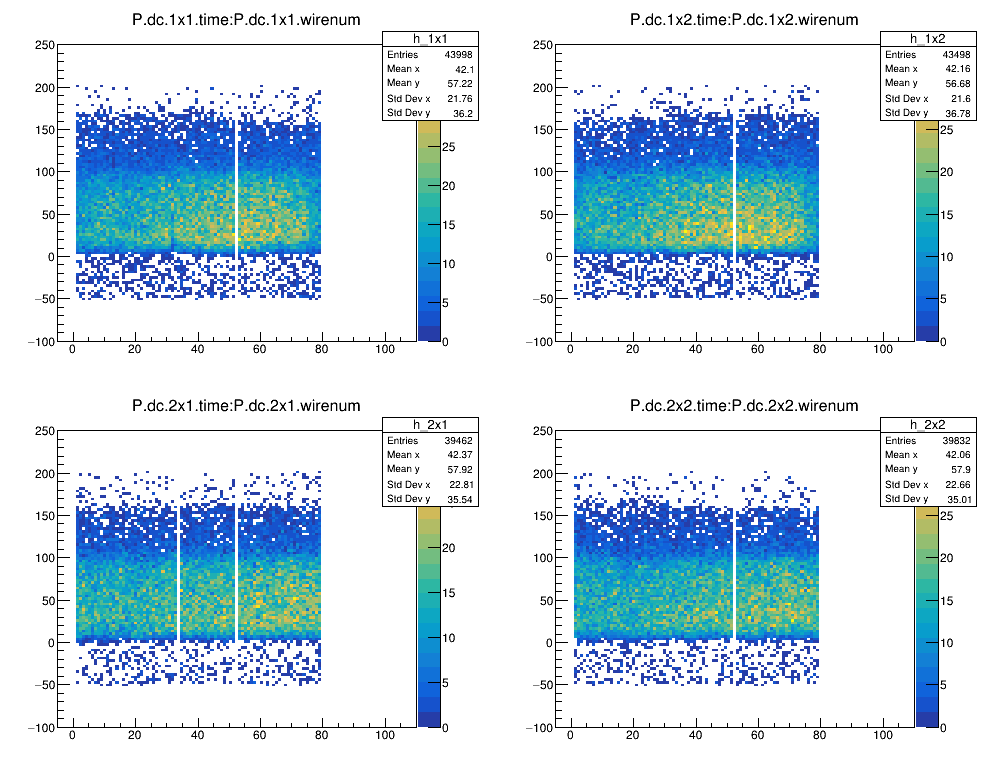 P.dc.1x1.time:P.dc.1x1.wirenum
h_1x1
Entries 43998
Mean x 42.1
Mean y 57.22
Std Dev x 21.76
Std Dev y 36.2
250
200
150
100
50
0
−50
−100
0 20 40 60 80 100
25
20
15
10
5
0
P.dc.1x2.time:P.dc.1x2.wirenum
h_1x2
Entries 43498
Mean x 42.16
Mean y 56.68
Std Dev x 21.6
Std Dev y 36.78
250
200
150
100
50
0
−50
−100
0 20 40 60 80 100
25
20
15
10
5
0
P.dc.2x1.time:P.dc.2x1.wirenum
h_2x1
Entries 39462
Mean x 42.37
Mean y 57.92
Std Dev x 22.81
Std Dev y 35.54
250
200
150
100
50
0
−50
−100
0 20 40 60 80 100
20
15
10
5
0
P.dc.2x2.time:P.dc.2x2.wirenum
h_2x2
Entries 39832
Mean x 42.06
Mean y 57.9
Std Dev x 22.66
Std Dev y 35.01
250
200
150
100
50
0
−50
−100
0 20 40 60 80 100
25
20
15
10
5
0